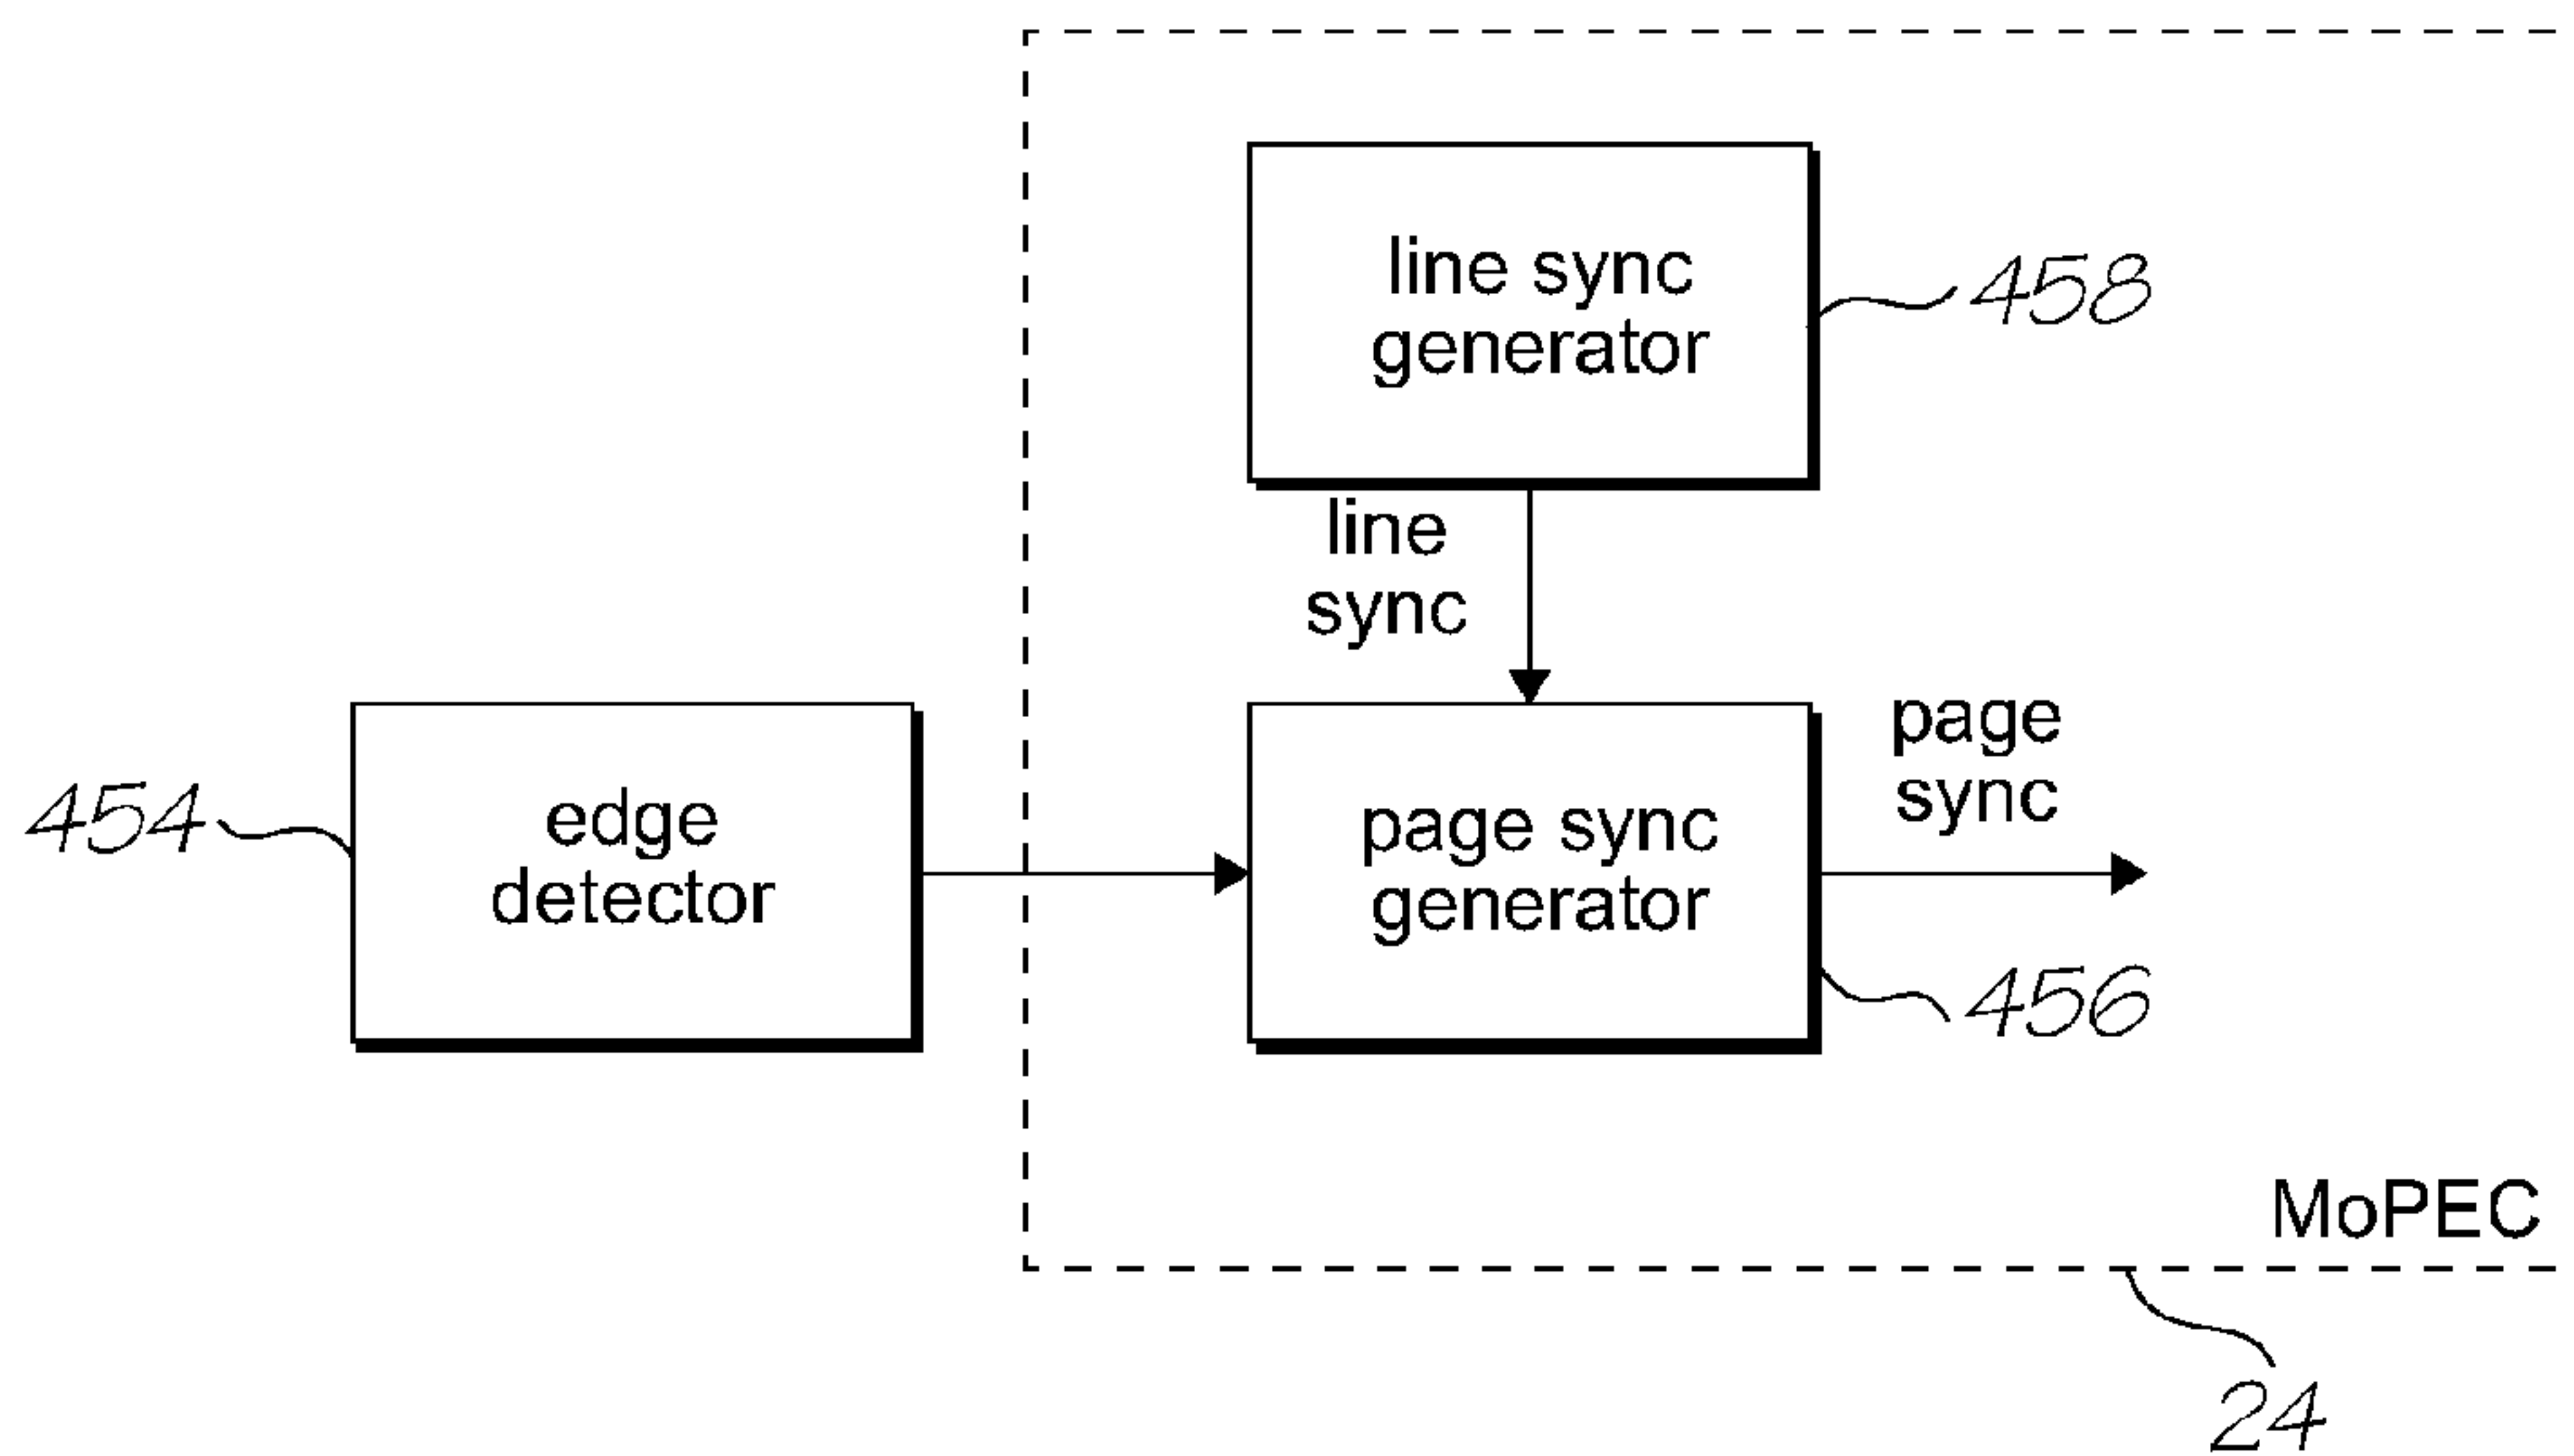 line sync
generator
458
line
sync
page
sync
454
edge
detector
page sync
generator
456
MoPEC
24